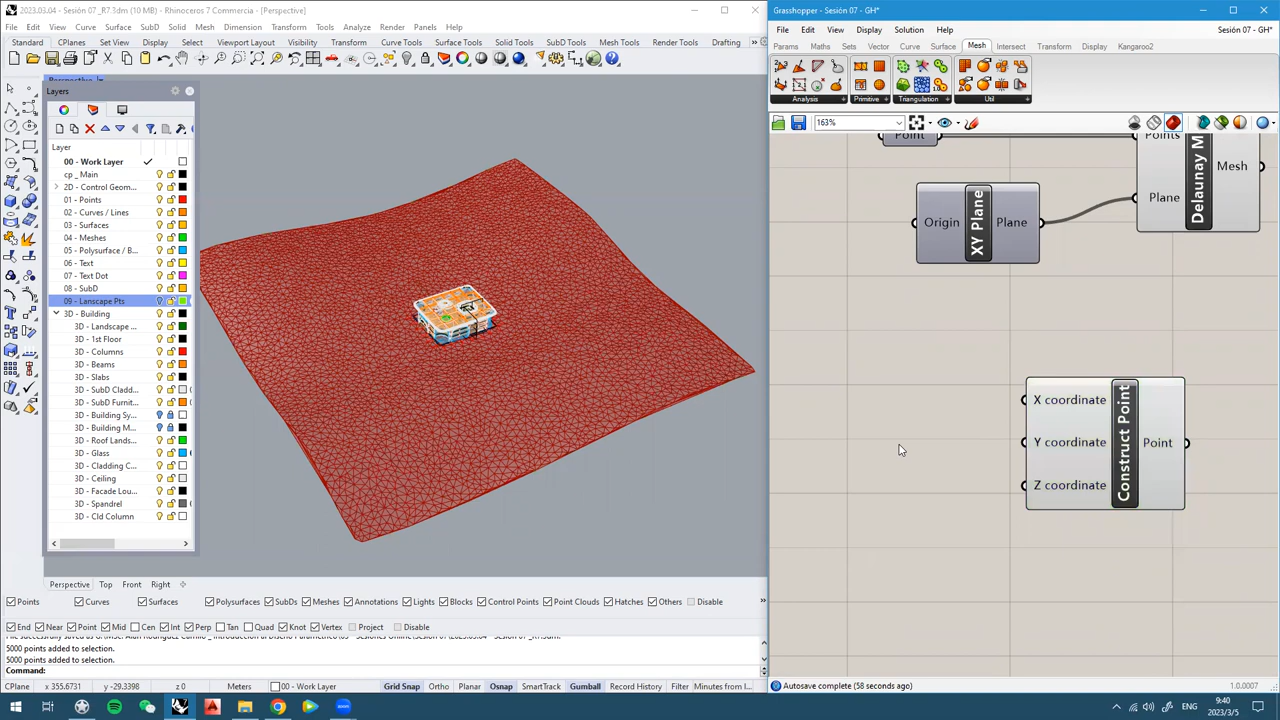 2023.03.04 - Sesión 07_R7.3dm (10 MB) - Rhinoceros 7 Commercia - [Perspective]
File Edit View Curve Surface SubD Solid Mesh Dimension Transform Tools Analyze Render Panels Help
Standard CPlanes Set View Display Select Viewport Layout Visibility Transform Curve Tools Surface Tools Solid Tools SubD Tools Mesh Tools Render Tools Drafting
Perspective
Layers
Layer
00 - Work Layer
cp _ Main
2D - Control Geom...
01 - Points
02 - Curves / Lines
03 - Surfaces
04 - Meshes
05 - Polysurface / B...
06 - Text
07 - Text Dot
08 - SubD
09 - Lanscape Pts
3D - Building
3D - Landscape ...
3D - 1st Floor
3D - Columns
3D - Beams
3D - Slabs
3D - SubD Cladd...
3D - SubD Furnit...
3D - Building Sy...
3D - Building M...
3D - Roof Lands...
3D - Glass
3D - Cladding C...
3D - Ceiling
3D - Facade Lou...
3D - Spandrel
3D - Cld Column
Perspective Top Front Right
Points Curves Surfaces Polysurfaces SubDs Meshes Annotations Lights Blocks Control Points Point Clouds Hatches Others Disable
End Near Point Mid Cen Int Perp Tan Quad Knot Vertex Project Disable
5000 points added to selection.
5000 points added to selection.
Command:
CPlane x 355.6731 y -29.3398 z 0 Meters 00 - Work Layer Grid Snap Ortho Planar Osnap SmartTrack Gumball Record History Filter Minutes from l...
Grasshopper - Sesión 07 - GH*
File Edit View Display Solution Help Sesión 07 - GH*
Params Maths Sets Vector Curve Surface Mesh Intersect Transform Display Kangaroo2
Analysis Primitive Triangulation Util
163%
Point
Points
Plane
Delaunay M
Mesh
Origin
XY Plane
Plane
X coordinate
Y coordinate
Z coordinate
Construct Point
Point
Autosave complete (58 seconds ago)
1.0.0007
ENG
9:40
2023/3/5